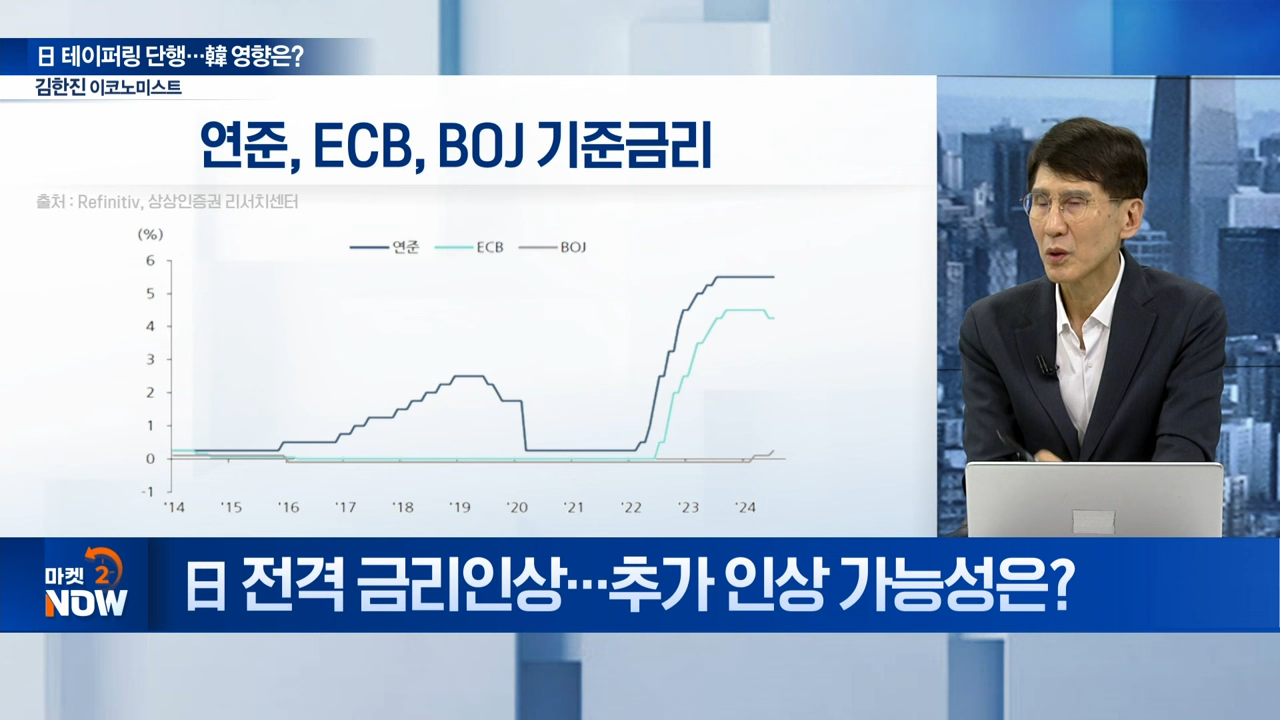 日 테이퍼링 단행…韓 영향은?
김한진 이코노미스트
연준, ECB, BOJ 기준금리
출처 : Refinitiv, 상상인증권 리서치센터
(%)
연준 ECB BOJ
6
5
4
3
2
1
0
-1
'14 '15 '16 '17 '18 '19 '20 '21 '22 '23 '24
마켓 2
NOW
日 전격 금리인상…추가 인상 가능성은?